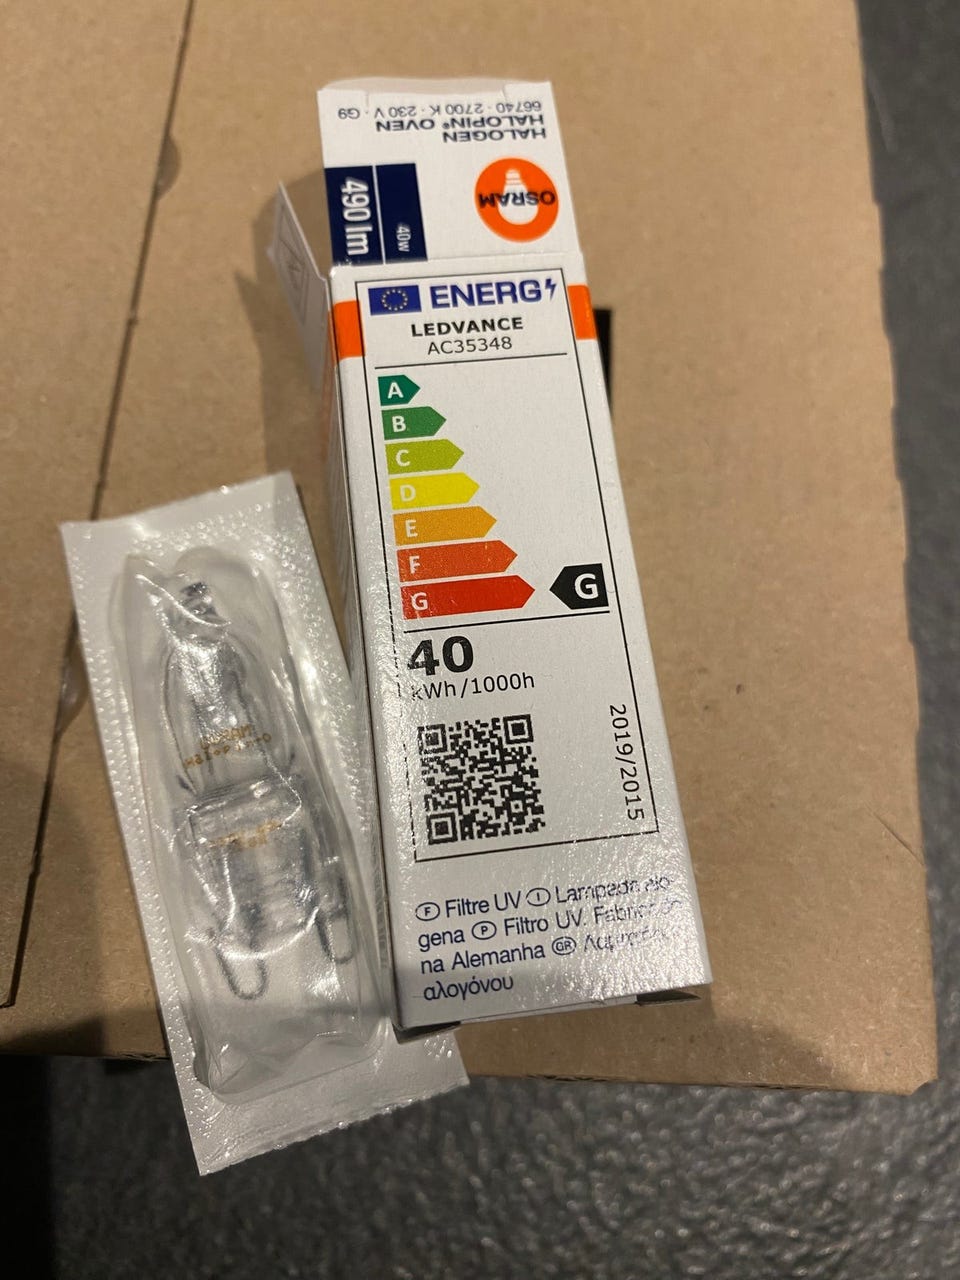 HALOGEN
HALOPIN® OVEN
66740 · 2700 K · 230 V · G9
OSRAM
40w
490 lm
ENERG
LEDVANCE
AC35348
A
B
C
D
E
F
G
G
40
kWh/1000h
2019/2015
F Filtre UV I Lampada
gena P Filtro UV.
na Alemanha GR
αλογόνου